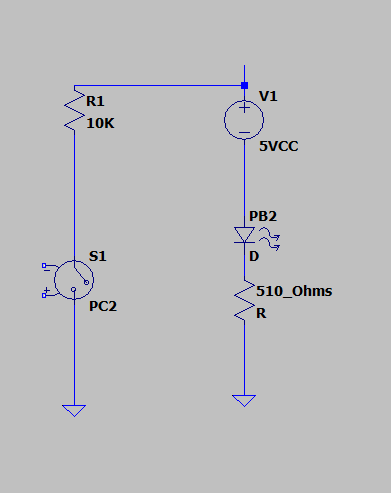 R1
10K
V1
5VCC
PB2
D
S1
PC2
510_Ohms
R